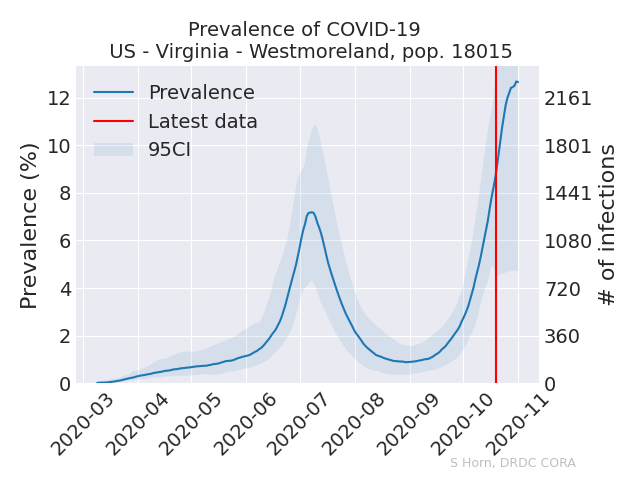 Prevalence of COVID-19
US - Virginia - Westmoreland, pop. 18015
Prevalence
Latest data
95CI
Prevalence (%)
12
10
8
6
4
2
0
2161
1801
1441
1080
720
360
0
# of infections
2020-03
2020-04
2020-05
2020-06
2020-07
2020-08
2020-09
2020-10
2020-11
S Horn, DRDC CORA